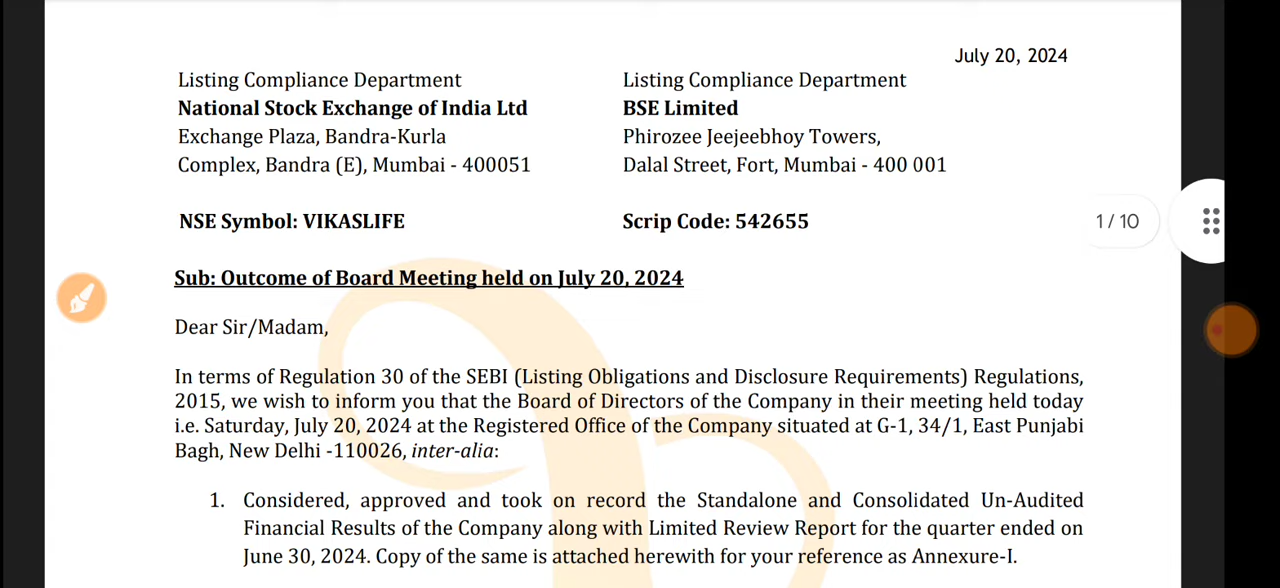 July 20, 2024
Listing Compliance Department
National Stock Exchange of India Ltd
Exchange Plaza, Bandra-Kurla
Complex, Bandra (E), Mumbai - 400051
Listing Compliance Department
BSE Limited
Phirozee Jeejeebhoy Towers,
Dalal Street, Fort, Mumbai - 400 001
NSE Symbol: VIKASLIFE
Scrip Code: 542655
1 / 10
Sub: Outcome of Board Meeting held on July 20, 2024
Dear Sir/Madam,
In terms of Regulation 30 of the SEBI (Listing Obligations and Disclosure Requirements) Regulations,
2015, we wish to inform you that the Board of Directors of the Company in their meeting held today
i.e. Saturday, July 20, 2024 at the Registered Office of the Company situated at G-1, 34/1, East Punjabi
Bagh, New Delhi -110026, inter-alia:
1. Considered, approved and took on record the Standalone and Consolidated Un-Audited
Financial Results of the Company along with Limited Review Report for the quarter ended on
June 30, 2024. Copy of the same is attached herewith for your reference as Annexure-I.